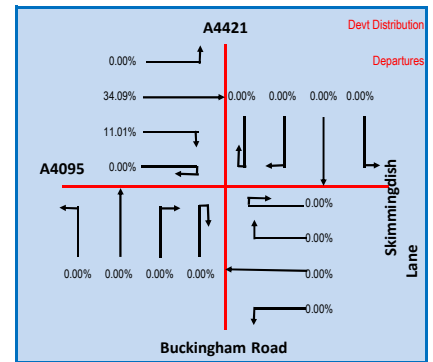 A4421
Devt Distribution
0.00%
Departures
34.09%
0.00% 0.00% 0.00% 0.00%
11.01%
A4095
0.00%
0.00%
0.00%
Skimmingdish
Lane
0.00% 0.00% 0.00% 0.00%
0.00%
0.00%
Buckingham Road